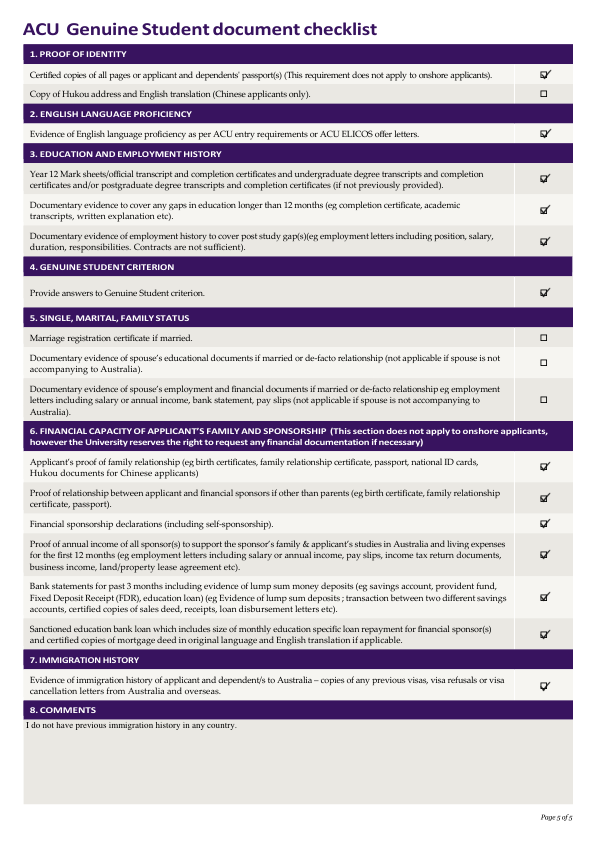 ACU Genuine Student document checklist
1. PROOF OF IDENTITY
Certified copies of all pages or applicant and dependents' passport(s) (This requirement does not apply to onshore applicants).
Copy of Hukou address and English translation (Chinese applicants only).
2. ENGLISH LANGUAGE PROFICIENCY
Evidence of English language proficiency as per ACU entry requirements or ACU ELICOS offer letters.
3. EDUCATION AND EMPLOYMENT HISTORY
Year 12 Mark sheets/official transcript and completion certificates and undergraduate degree transcripts and completion
certificates and/or postgraduate degree transcripts and completion certificates (if not previously provided).
Documentary evidence to cover any gaps in education longer than 12 months (eg completion certificate, academic
transcripts, written explanation etc).
Documentary evidence of employment history to cover post study gap(s)(eg employment letters including position, salary,
duration, responsibilities. Contracts are not sufficient).
4. GENUINE STUDENT CRITERION
Provide answers to Genuine Student criterion.
5. SINGLE, MARITAL, FAMILY STATUS
Marriage registration certificate if married.
Documentary evidence of spouse's educational documents if married or de-facto relationship (not applicable if spouse is not
accompanying to Australia).
Documentary evidence of spouse's employment and financial documents if married or de-facto relationship eg employment
letters including salary or annual income, bank statement, pay slips (not applicable if spouse is not accompanying to
Australia).
6. FINANCIAL CAPACITY OF APPLICANT'S FAMILY AND SPONSORSHIP (This section does not apply to onshore applicants,
however the University reserves the right to request any financial documentation if necessary)
Applicant's proof of family relationship (eg birth certificates, family relationship certificate, passport, national ID cards,
Hukou documents for Chinese applicants)
Proof of relationship between applicant and financial sponsors if other than parents (eg birth certificate, family relationship
certificate, passport).
Financial sponsorship declarations (including self-sponsorship).
Proof of annual income of all sponsor(s) to support the sponsor's family & applicant's studies in Australia and living expenses
for the first 12 months (eg employment letters including salary or annual income, pay slips, income tax return documents,
business income, land/property lease agreement etc).
Bank statements for past 3 months including evidence of lump sum money deposits (eg savings account, provident fund,
Fixed Deposit Receipt (FDR), education loan) (eg Evidence of lump sum deposits ; transaction between two different savings
accounts, certified copies of sales deed, receipts, loan disbursement letters etc).
Sanctioned education bank loan which includes size of monthly education specific loan repayment for financial sponsor(s)
and certified copies of mortgage deed in original language and English translation if applicable.
7. IMMIGRATION HISTORY
Evidence of immigration history of applicant and dependent/s to Australia – copies of any previous visas, visa refusals or visa
cancellation letters from Australia and overseas.
8. COMMENTS
I do not have previous immigration history in any country.
Page 5 of 5